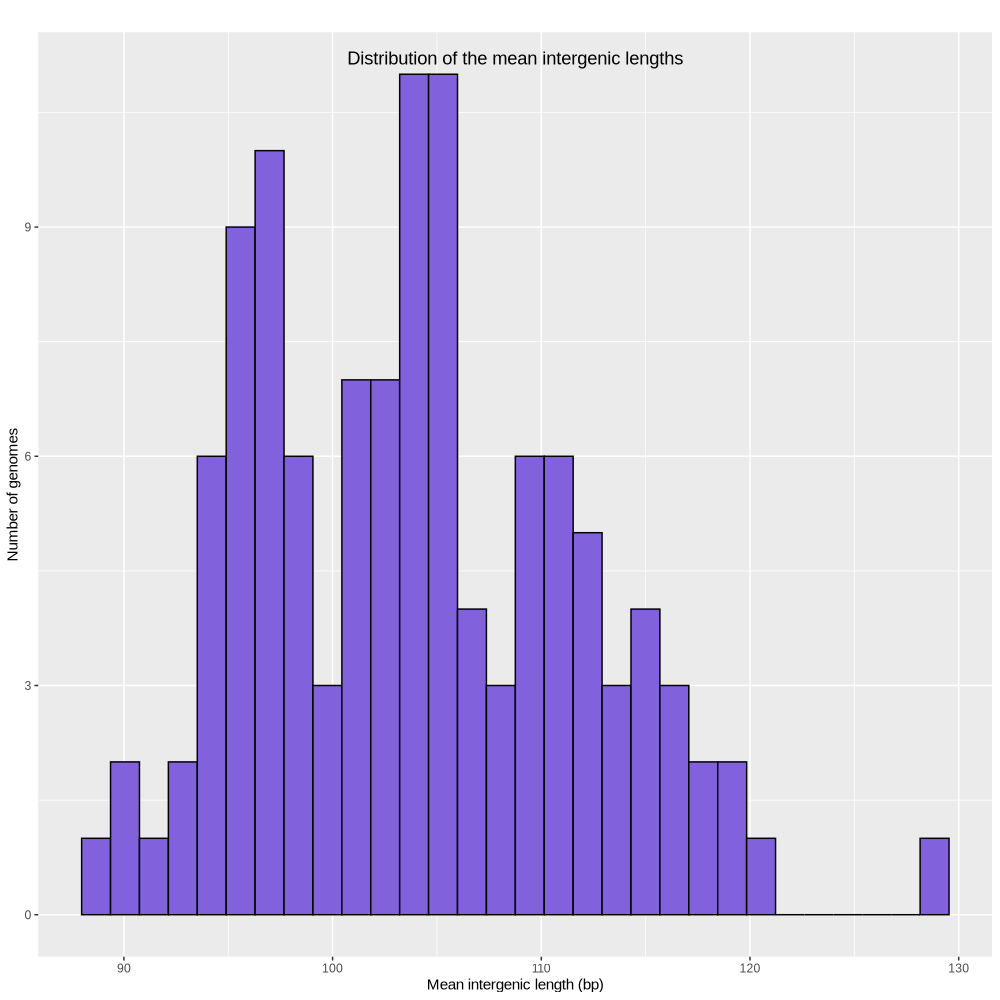 Distribution of the mean intergenic lengths
Number of genomes
9
6
3
0
90 100 110 120 130
Mean intergenic length (bp)